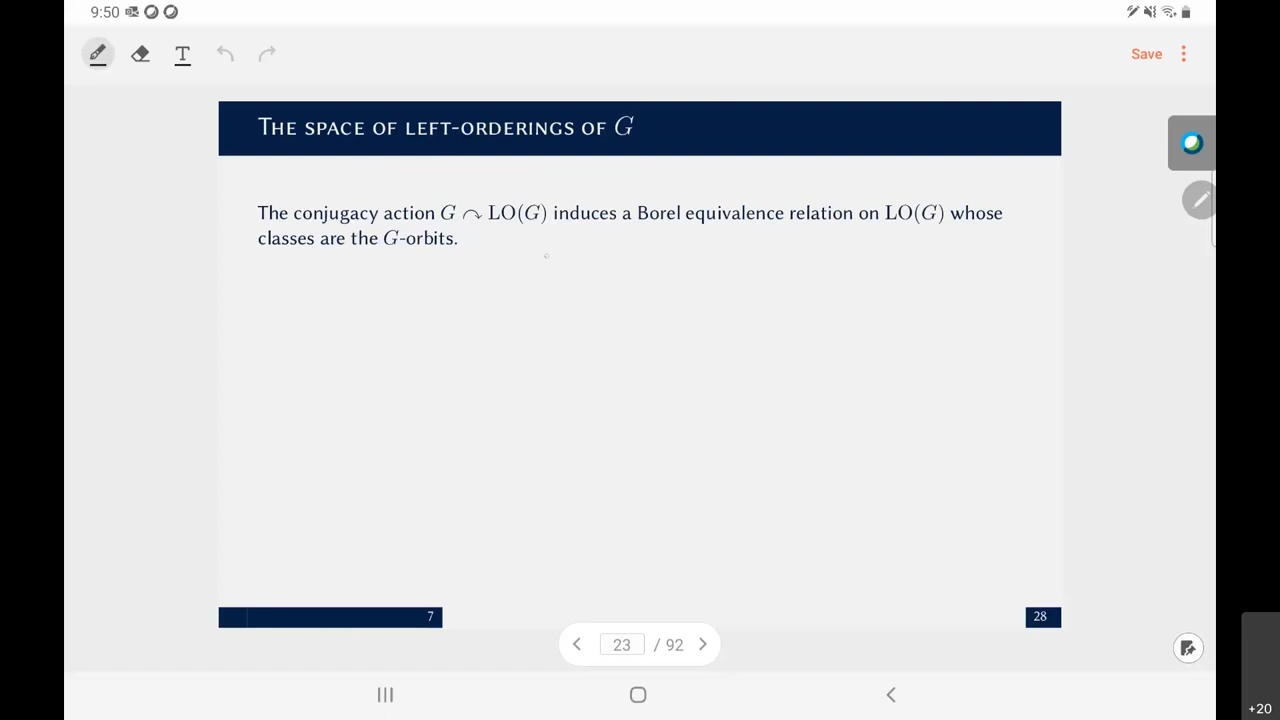 9:50
T
Save
The space of left-orderings of G
The conjugacy action G ↷ LO(G) induces a Borel equivalence relation on LO(G) whose
classes are the G-orbits.
7
28
23 / 92
+20